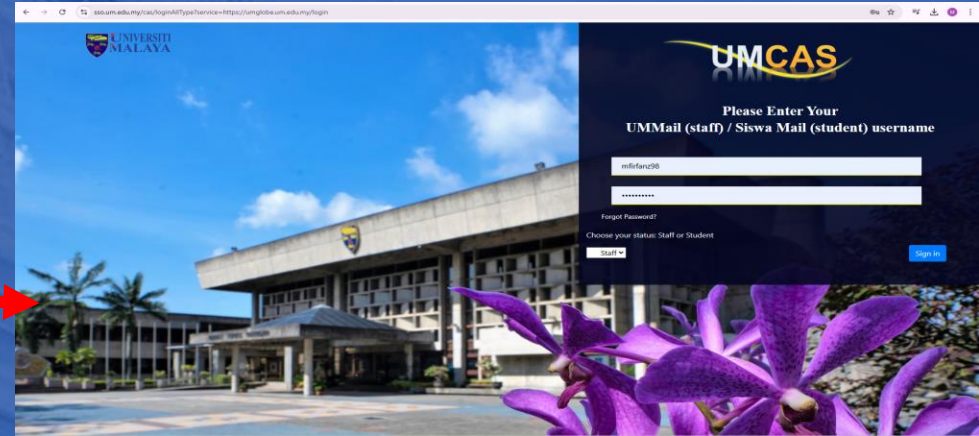 sso.um.edu.my/cas/loginAllType?service=https://umglobe.um.edu.my/login
UNIVERSITI
MALAYA
UMCAS
Please Enter Your
UMMail (staff) / Siswa Mail (student) username
mfirfanz98
••••••••••
Forgot Password?
Choose your status: Staff or Student
Staff
Sign in